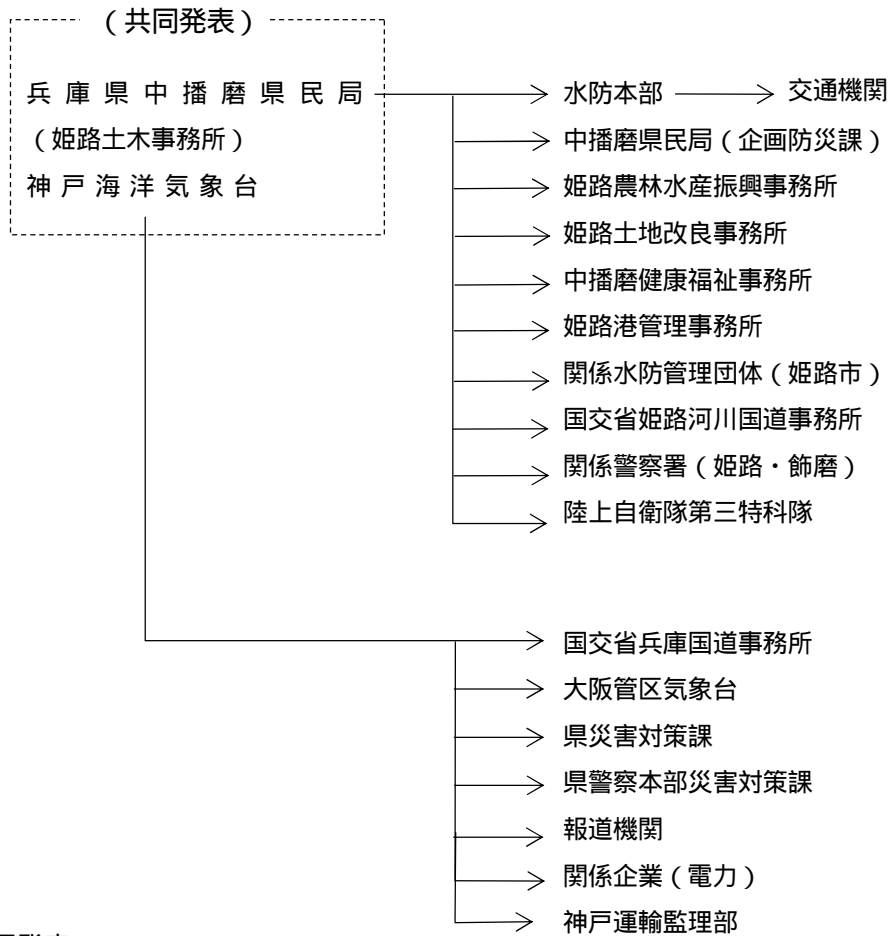 （共同発表）
兵庫県中播磨県民局
（姫路土木事務所）
神戸海洋気象台
水防本部 交通機関
中播磨県民局（企画防災課）
姫路農林水産振興事務所
姫路土地改良事務所
中播磨健康福祉事務所
姫路港管理事務所
関係水防管理団体（姫路市）
国交省姫路河川国道事務所
関係警察署（姫路・飾磨）
陸上自衛隊第三特科隊
国交省兵庫国道事務所
大阪管区気象台
県災害対策課
県警察本部災害対策課
報道機関
関係企業（電力）
神戸運輸監理部